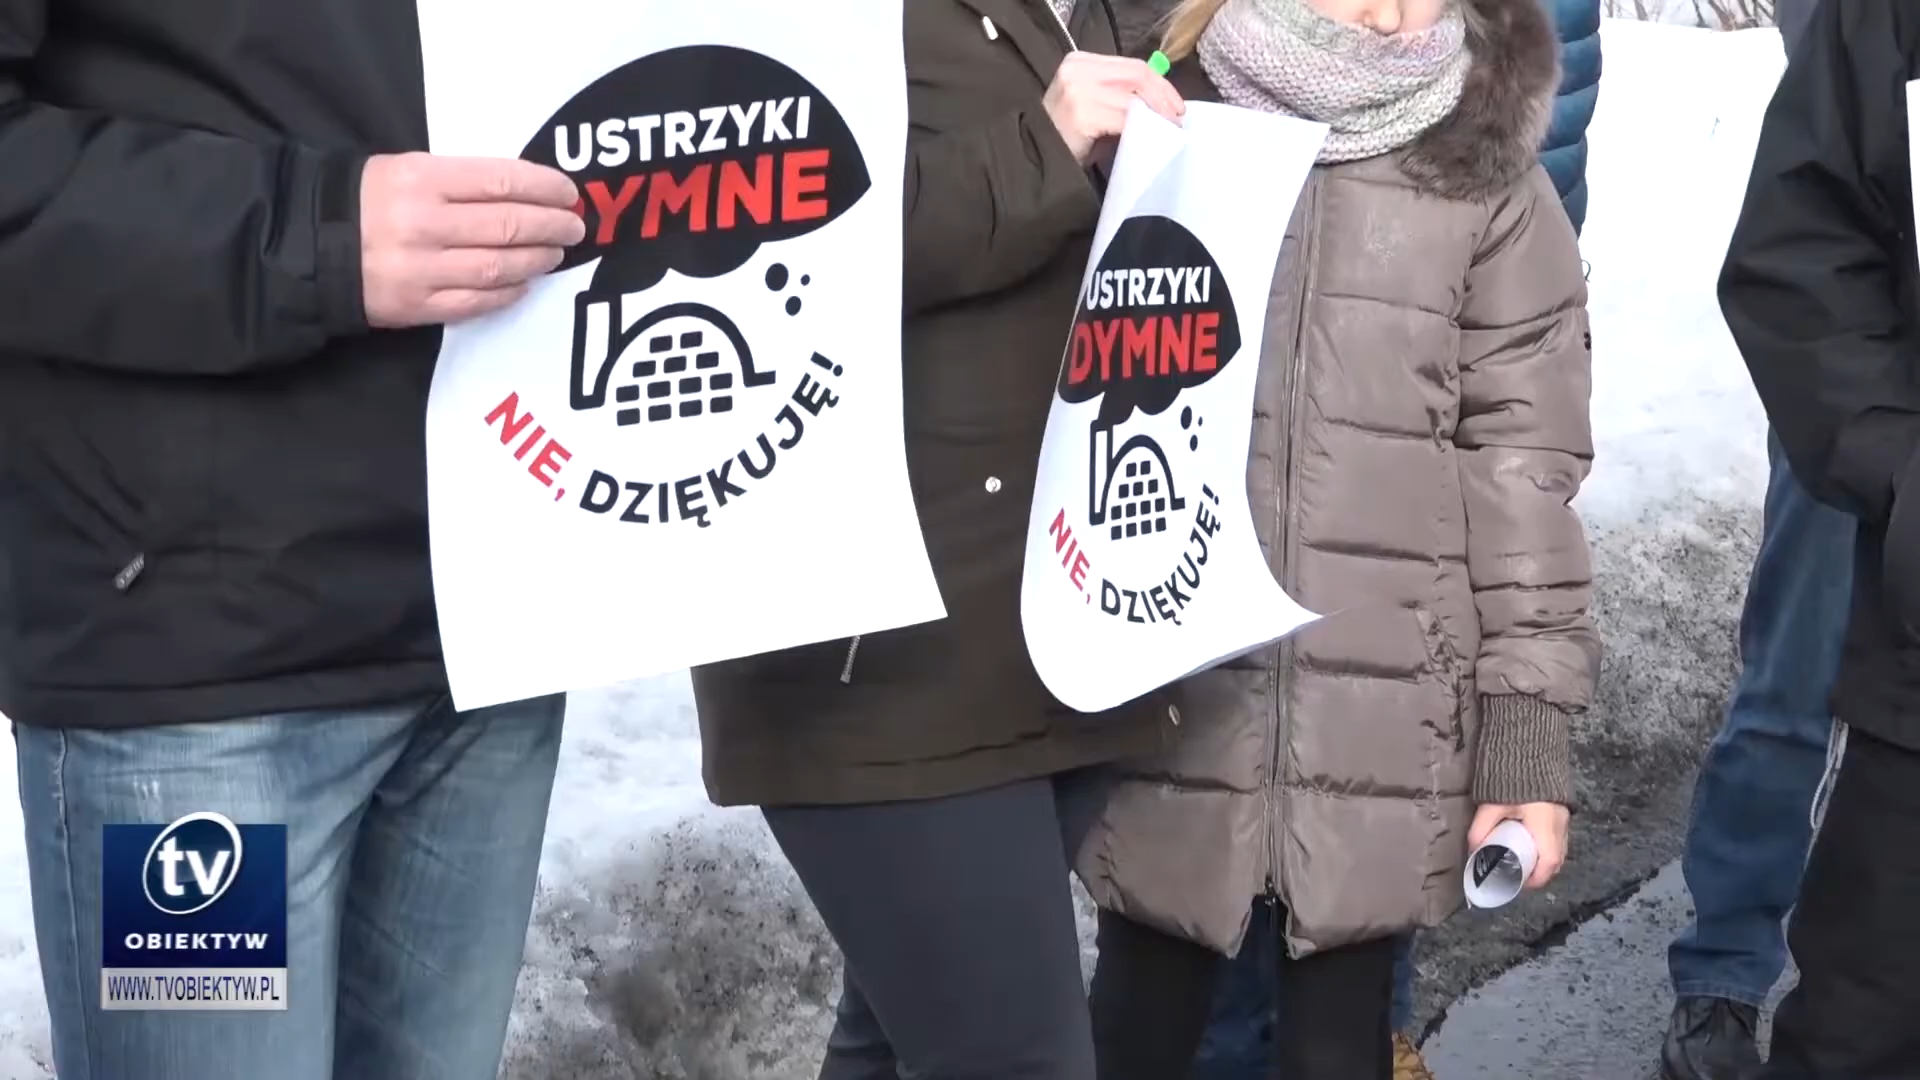 USTRZYKI
DYMNE
NIE, DZIĘKUJĘ!
USTRZYKI
DYMNE
NIE, DZIĘKUJĘ!
tv
OBIEKTYW
WWW.TVOBIEKTYW.PL